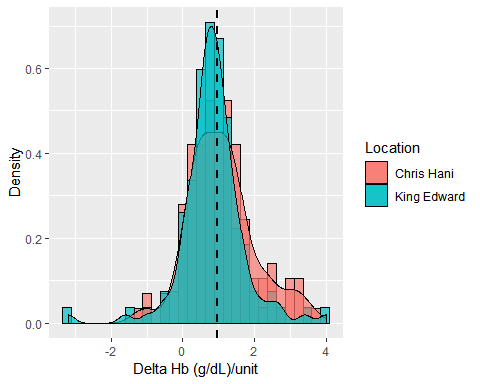 Density
0.6
0.4
0.2
0.0
-2
0
2
4
Delta Hb (g/dL)/unit
Location
Chris Hani
King Edward